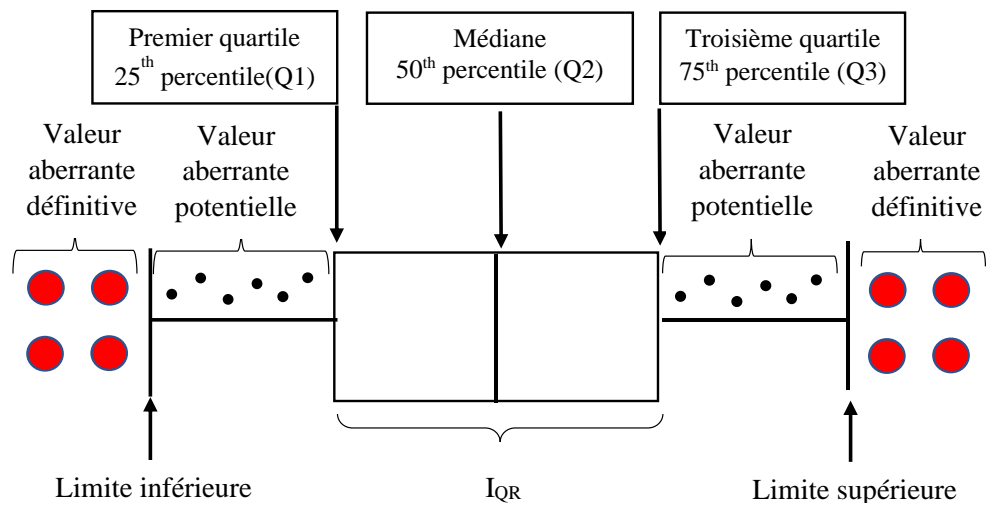 Premier quartile
25th percentile(Q1)
Médiane
50th percentile (Q2)
Troisième quartile
75th percentile (Q3)
Valeur
aberrante
définitive
Valeur
aberrante
potentielle
Valeur
aberrante
potentielle
Valeur
aberrante
définitive
Limite inférieure
IQR
Limite supérieure